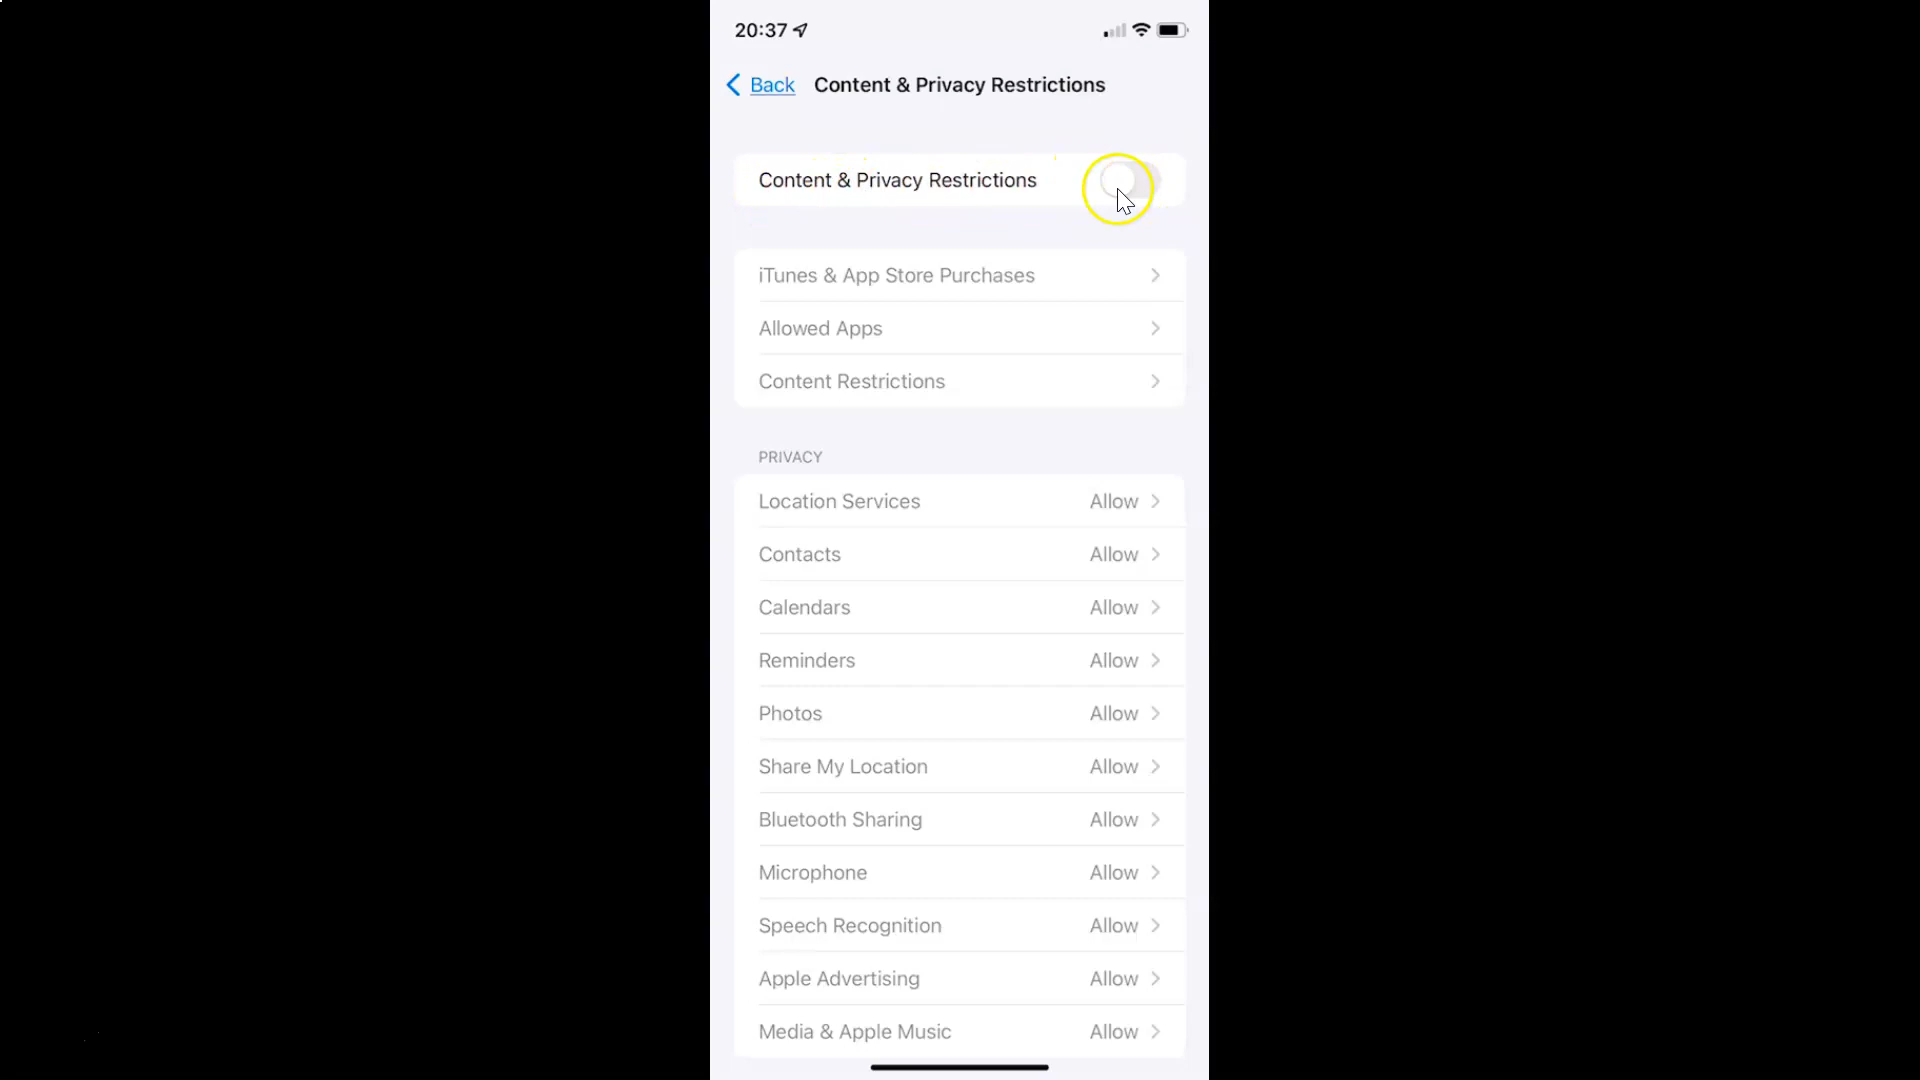 20:37
Back Content & Privacy Restrictions
Content & Privacy Restrictions
iTunes & App Store Purchases
Allowed Apps
Content Restrictions
PRIVACY
Location Services Allow
Contacts Allow
Calendars Allow
Reminders Allow
Photos Allow
Share My Location Allow
Bluetooth Sharing Allow
Microphone Allow
Speech Recognition Allow
Apple Advertising Allow
Media & Apple Music Allow